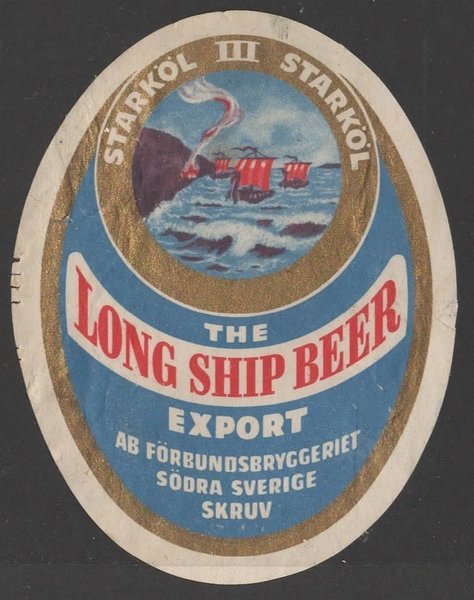 STARKÖL III STARKÖL
THE
LONG SHIP BEER
EXPORT
AB FÖRBUNDSBRYGGERIET
SÖDRA SVERIGE
SKRUV